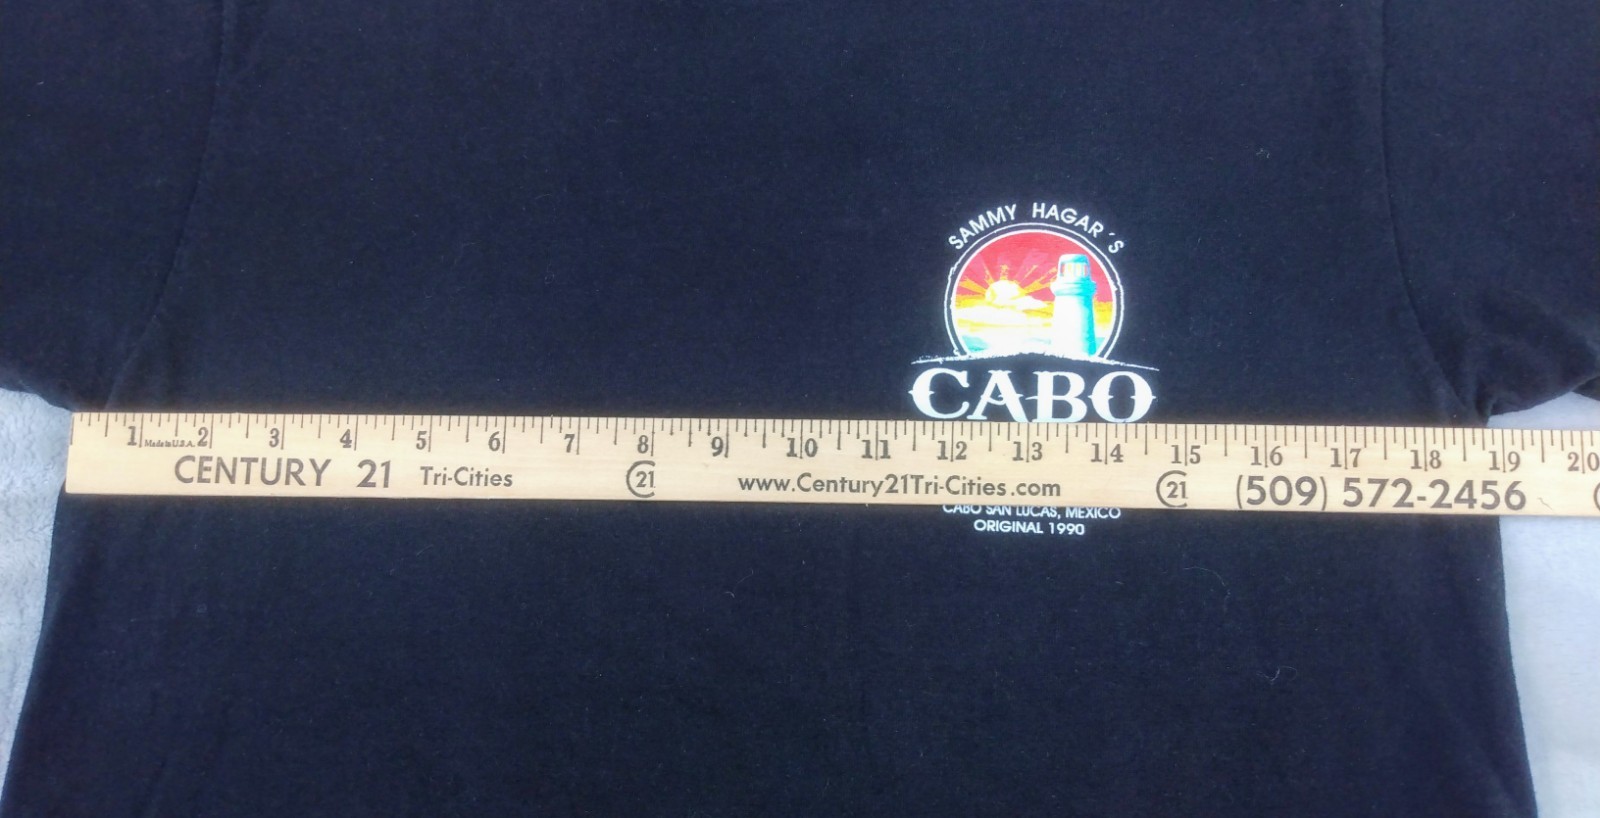 SAMMY HAGAR'S
CABO
1 2 3 4 5 6 7 8 9 10 11 12 13 14 15 16 17 18 19 20
Made in U.S.A.
CENTURY 21 Tri-Cities 21 www.Century21Tri-Cities.com 21 (509) 572-2456
CABO SAN LUCAS, MEXICO
ORIGINAL 1990